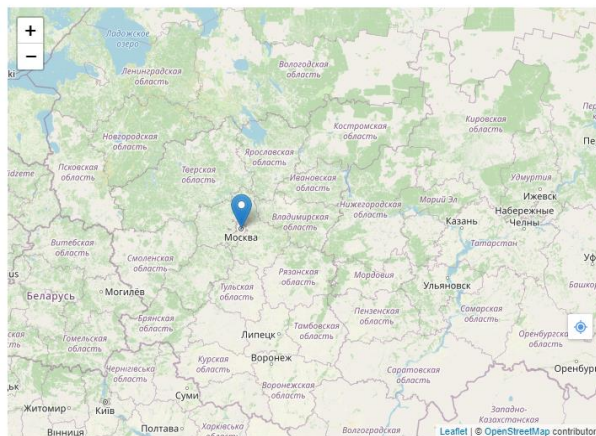 +
−
Ладожское
озеро
Ленинградская
область
Вологодская
область
Новгородская
область
Костромская
область
Кировская
область
Псковская
область
Ярославская
область
Тверская
область
Ивановская
область
Удмуртия
Ижевск
Нижегородская
область
Марий Эл
Набережные
Челны
Казань
Владимирская
область
Москва
Татарстан
Витебская
область
Смоленская
область
Рязанская
область
Мордовия
Ульяновск
Беларусь
Могилёв
Тульская
область
Самарская
область
Пензенская
область
Брянская
область
Тамбовская
область
Липецк
Гомельская
область
Оренбургская
область
Воронеж
Курская
область
Чернігівська
область
Саратовская
область
Воронежская
область
Суми
Житомир
Київ
Западно-
Казахстанская
область
Полтава
Харківська
область
Волгоградская
Вінниця
Leaflet | © OpenStreetMap contributor